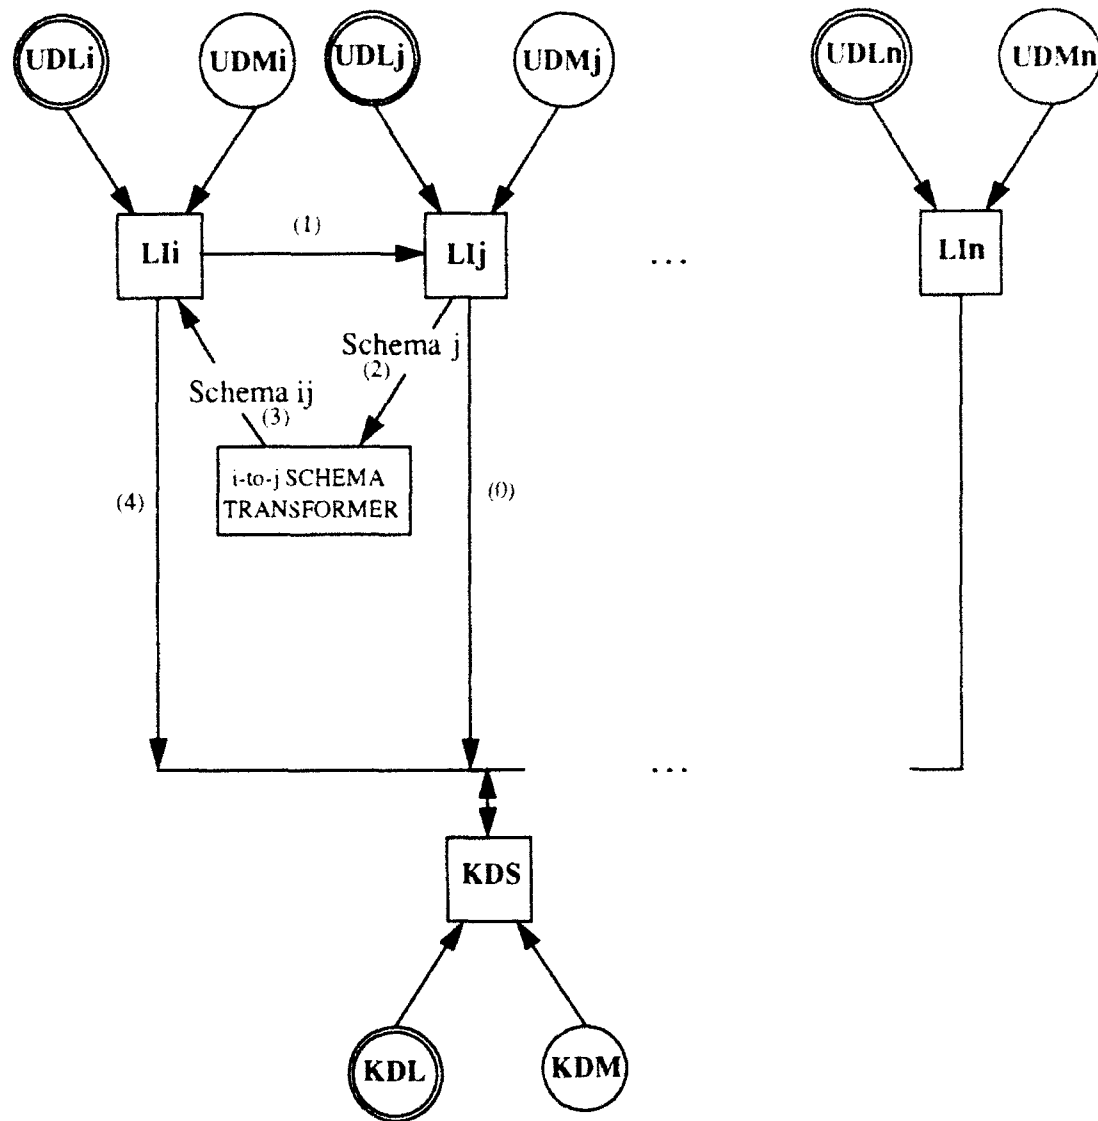 UDLi
UDMi
UDLj
UDMj
UDLn
UDMn
LIi
(1)
LIj
...
LIn
Schema j
(2)
Schema ij
(3)
i-to-j SCHEMA
TRANSFORMER
(4)
(0)
...
KDS
KDL
KDM